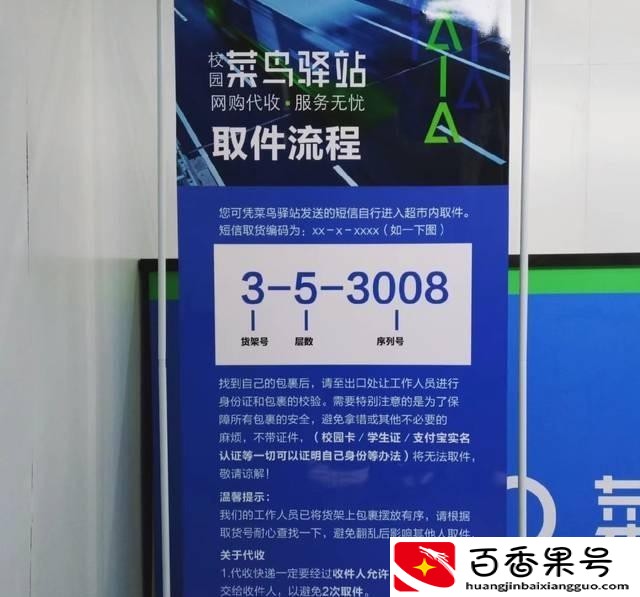 校园 菜鸟驿站
网购代收·服务无忧
取件流程
您可凭菜鸟驿站发送的短信自行进入超市内取件。
短信取货编码为：xx-x-xxxx（如一下图）
3-5-3008
货架号 层数 序列号
找到自己的包裹后，请至出口处让工作人员进行
身份证和包裹的校验。需要特别注意的是为了保
障所有包裹的安全，避免拿错或其他不必要的
麻烦，不带证件，（校园卡/学生证/支付宝实名
认证等一切可以证明自己身份等办法）将无法取件，
敬请谅解！
温馨提示：
我们的工作人员已将货架上包裹摆放有序，请根据
取货号耐心查找一下，避免翻乱后影响其他人取件。
关于代收
1.代收快递一定要经过收件人允许
交给收件人，以避免2次取件。
菜
百香果号
huangjinbaixiangguo.com